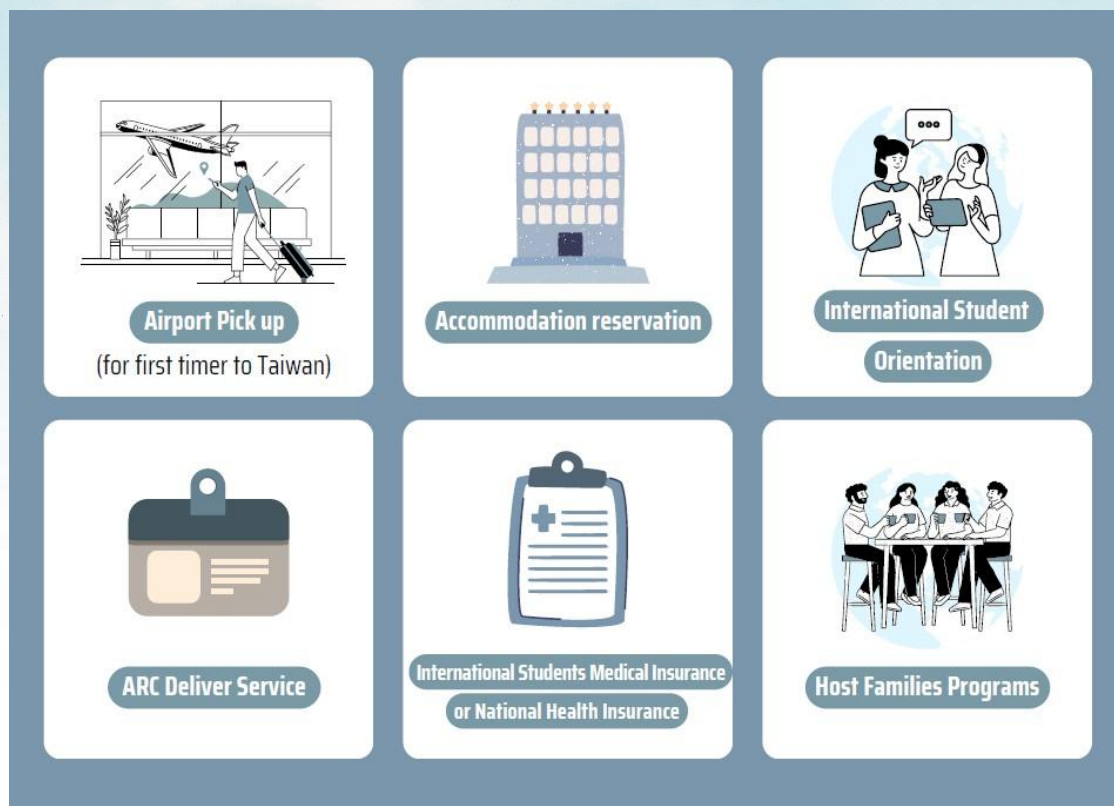 Airport Pick up
(for first timer to Taiwan)
Accommodation reservation
International Student
Orientation
ARC Deliver Service
International Students Medical Insurance
or National Health Insurance
Host Families Programs